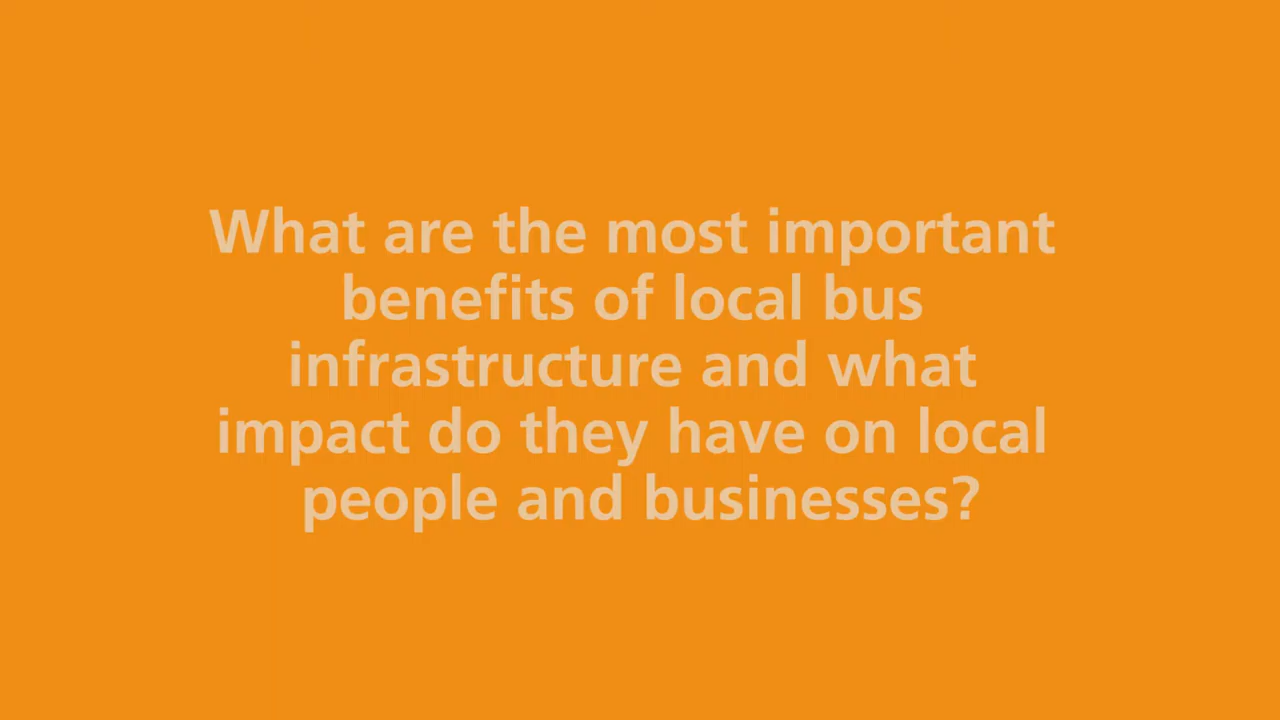 What are the most important
benefits of local bus
infrastructure and what
impact do they have on local
people and businesses?